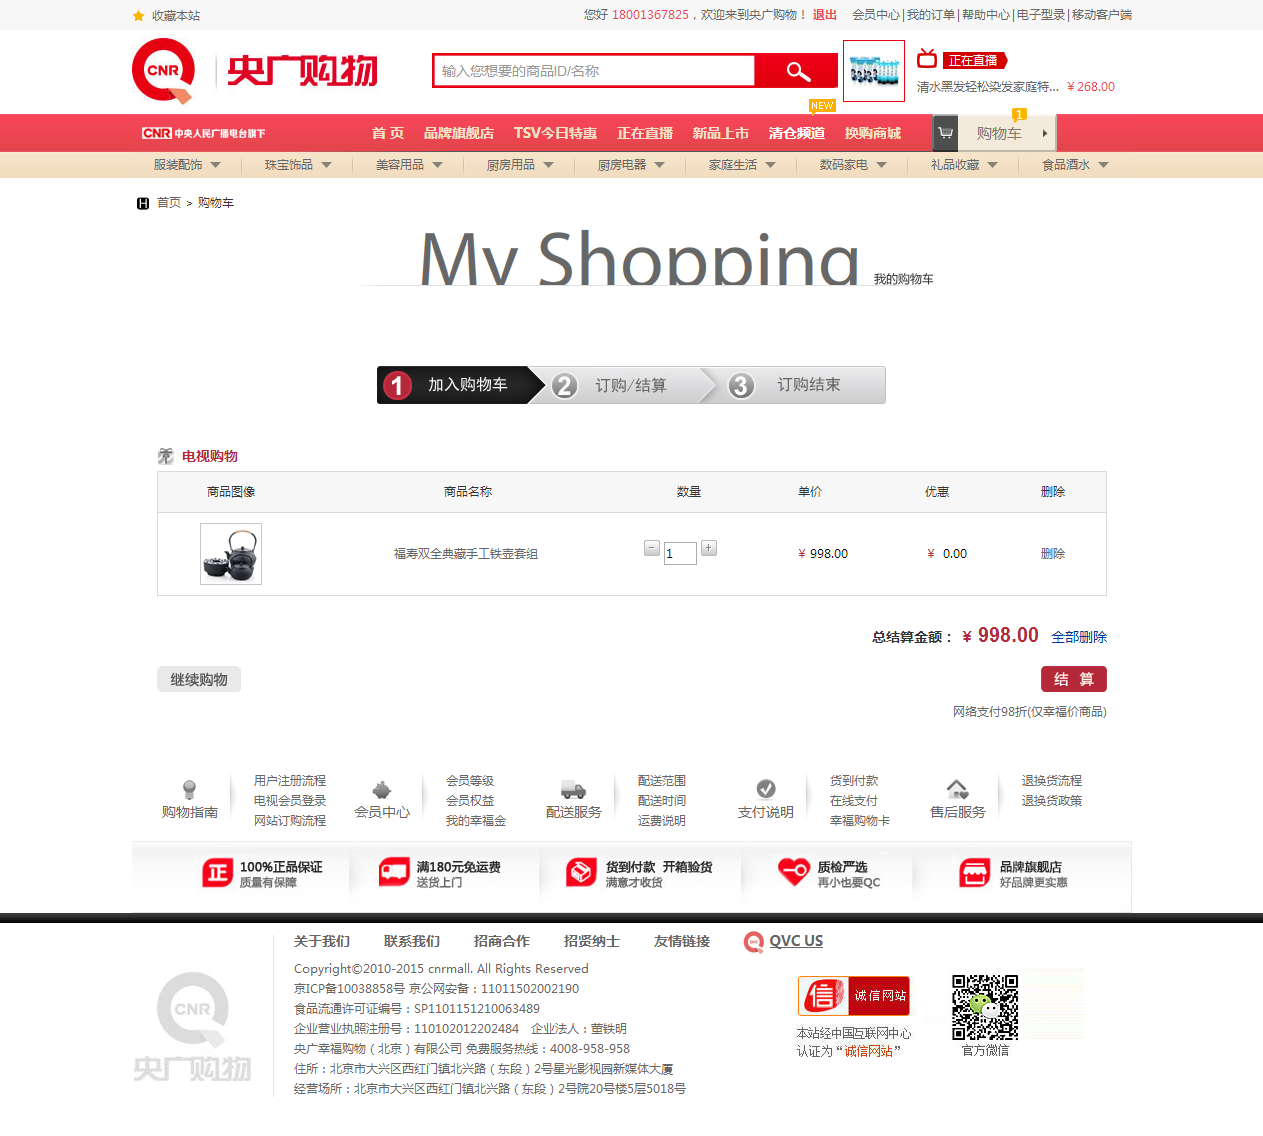 收藏本站
您好 18001367825，欢迎来到央广购物！ 退出 会员中心|我的订单|帮助中心|电子型录|移动客户端
CNR 央广购物
输入您想要的商品ID/名称
正在直播
清水黑发轻松染发家庭特... ¥ 268.00
NEW
CNR 中央人民广播电台旗下
首 页 品牌旗舰店 TSV今日特惠 正在直播 新品上市 清仓频道 换购商城
购物车 1
服装配饰 珠宝饰品 美容用品 厨房用品 厨房电器 家庭生活 数码家电 礼品收藏 食品酒水
H 首页 > 购物车
My Shopping 我的购物车
1 加入购物车 2 订购/结算 3 订购结束
电视购物
商品图像 商品名称 数量 单价 优惠 删除
福寿双全典藏手工铁壶套组 − 1 + ¥ 998.00 ¥ 0.00 删除
总结算金额： ¥ 998.00 全部删除
继续购物 结 算
网络支付98折(仅幸福价商品)
购物指南
用户注册流程
电视会员登录
网站订购流程
会员中心
会员等级
会员权益
我的幸福金
配送服务
配送范围
配送时间
运费说明
支付说明
货到付款
在线支付
幸福购物卡
售后服务
退换货流程
退换货政策
正 100%正品保证
质量有保障
满180元免运费
送货上门
货到付款 开箱验货
满意才收货
质检严选
再小也要QC
品牌旗舰店
好品牌更实惠
关于我们 联系我们 招商合作 招贤纳士 友情链接 QVC US
CNR
央广购物
Copyright©2010-2015 cnrmall. All Rights Reserved
京ICP备10038858号 京公网安备：11011502002190
食品流通许可证编号：SP1101151210063489
企业营业执照注册号：110102012202484 企业法人：董铁明
央广幸福购物（北京）有限公司 免费服务热线：4008-958-958
住所：北京市大兴区西红门镇北兴路（东段）2号星光影视园新媒体大厦
经营场所：北京市大兴区西红门镇北兴路（东段）2号院20号楼5层5018号
信 诚信网站
本站经中国互联网中心
认证为“诚信网站”
官方微信